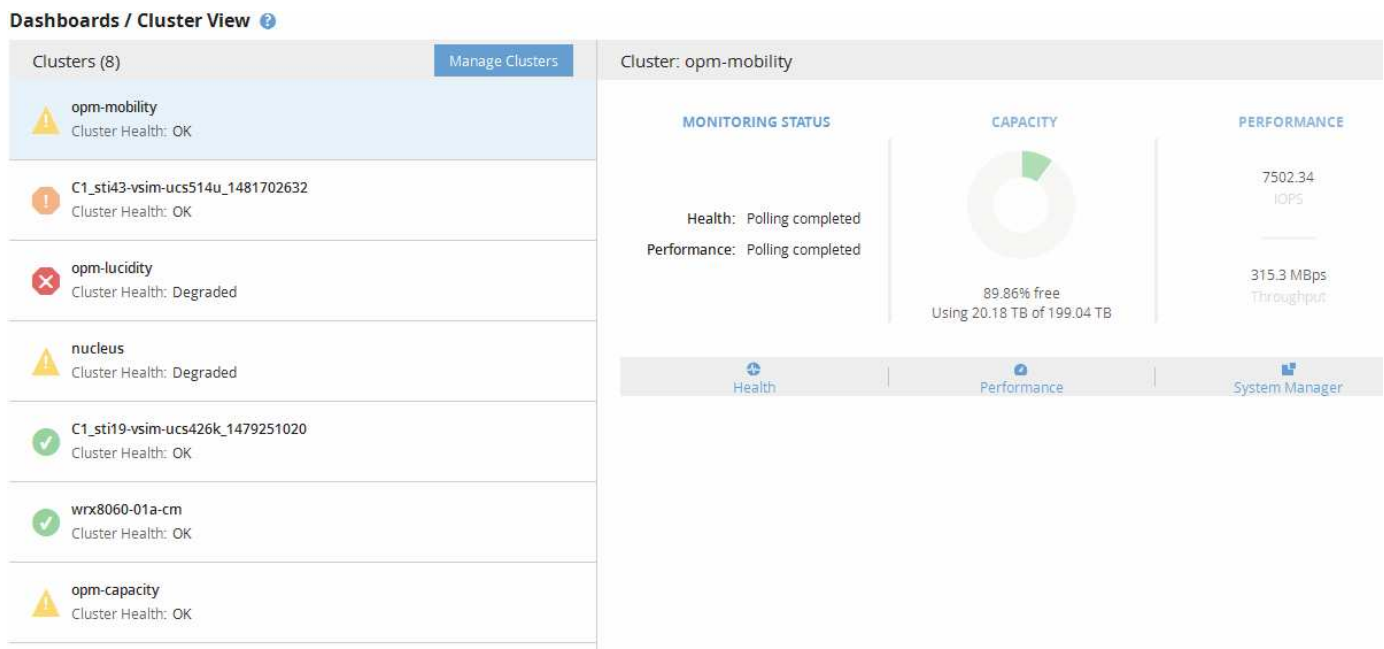 Dashboards / Cluster View ?
Clusters (8)
Manage Clusters
opm-mobility
Cluster Health: OK
C1_sti43-vsim-ucs514u_1481702632
Cluster Health: OK
opm-lucidity
Cluster Health: Degraded
nucleus
Cluster Health: Degraded
C1_sti19-vsim-ucs426k_1479251020
Cluster Health: OK
wrx8060-01a-cm
Cluster Health: OK
opm-capacity
Cluster Health: OK
Cluster: opm-mobility
MONITORING STATUS
Health: Polling completed
Performance: Polling completed
CAPACITY
89.86% free
Using 20.18 TB of 199.04 TB
PERFORMANCE
7502.34
IOPS
315.3 MBps
Throughput
Health
Performance
System Manager